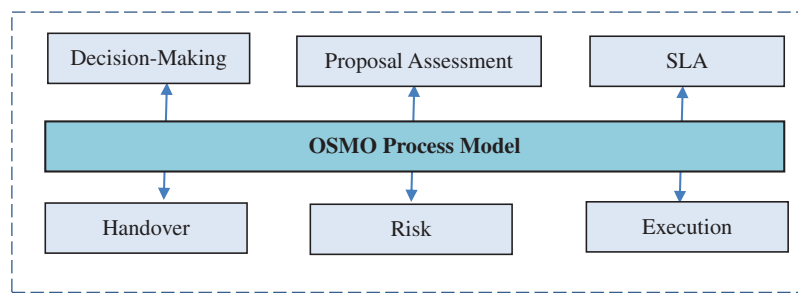 Decision-Making
Proposal Assessment
SLA
OSMO Process Model
Handover
Risk
Execution